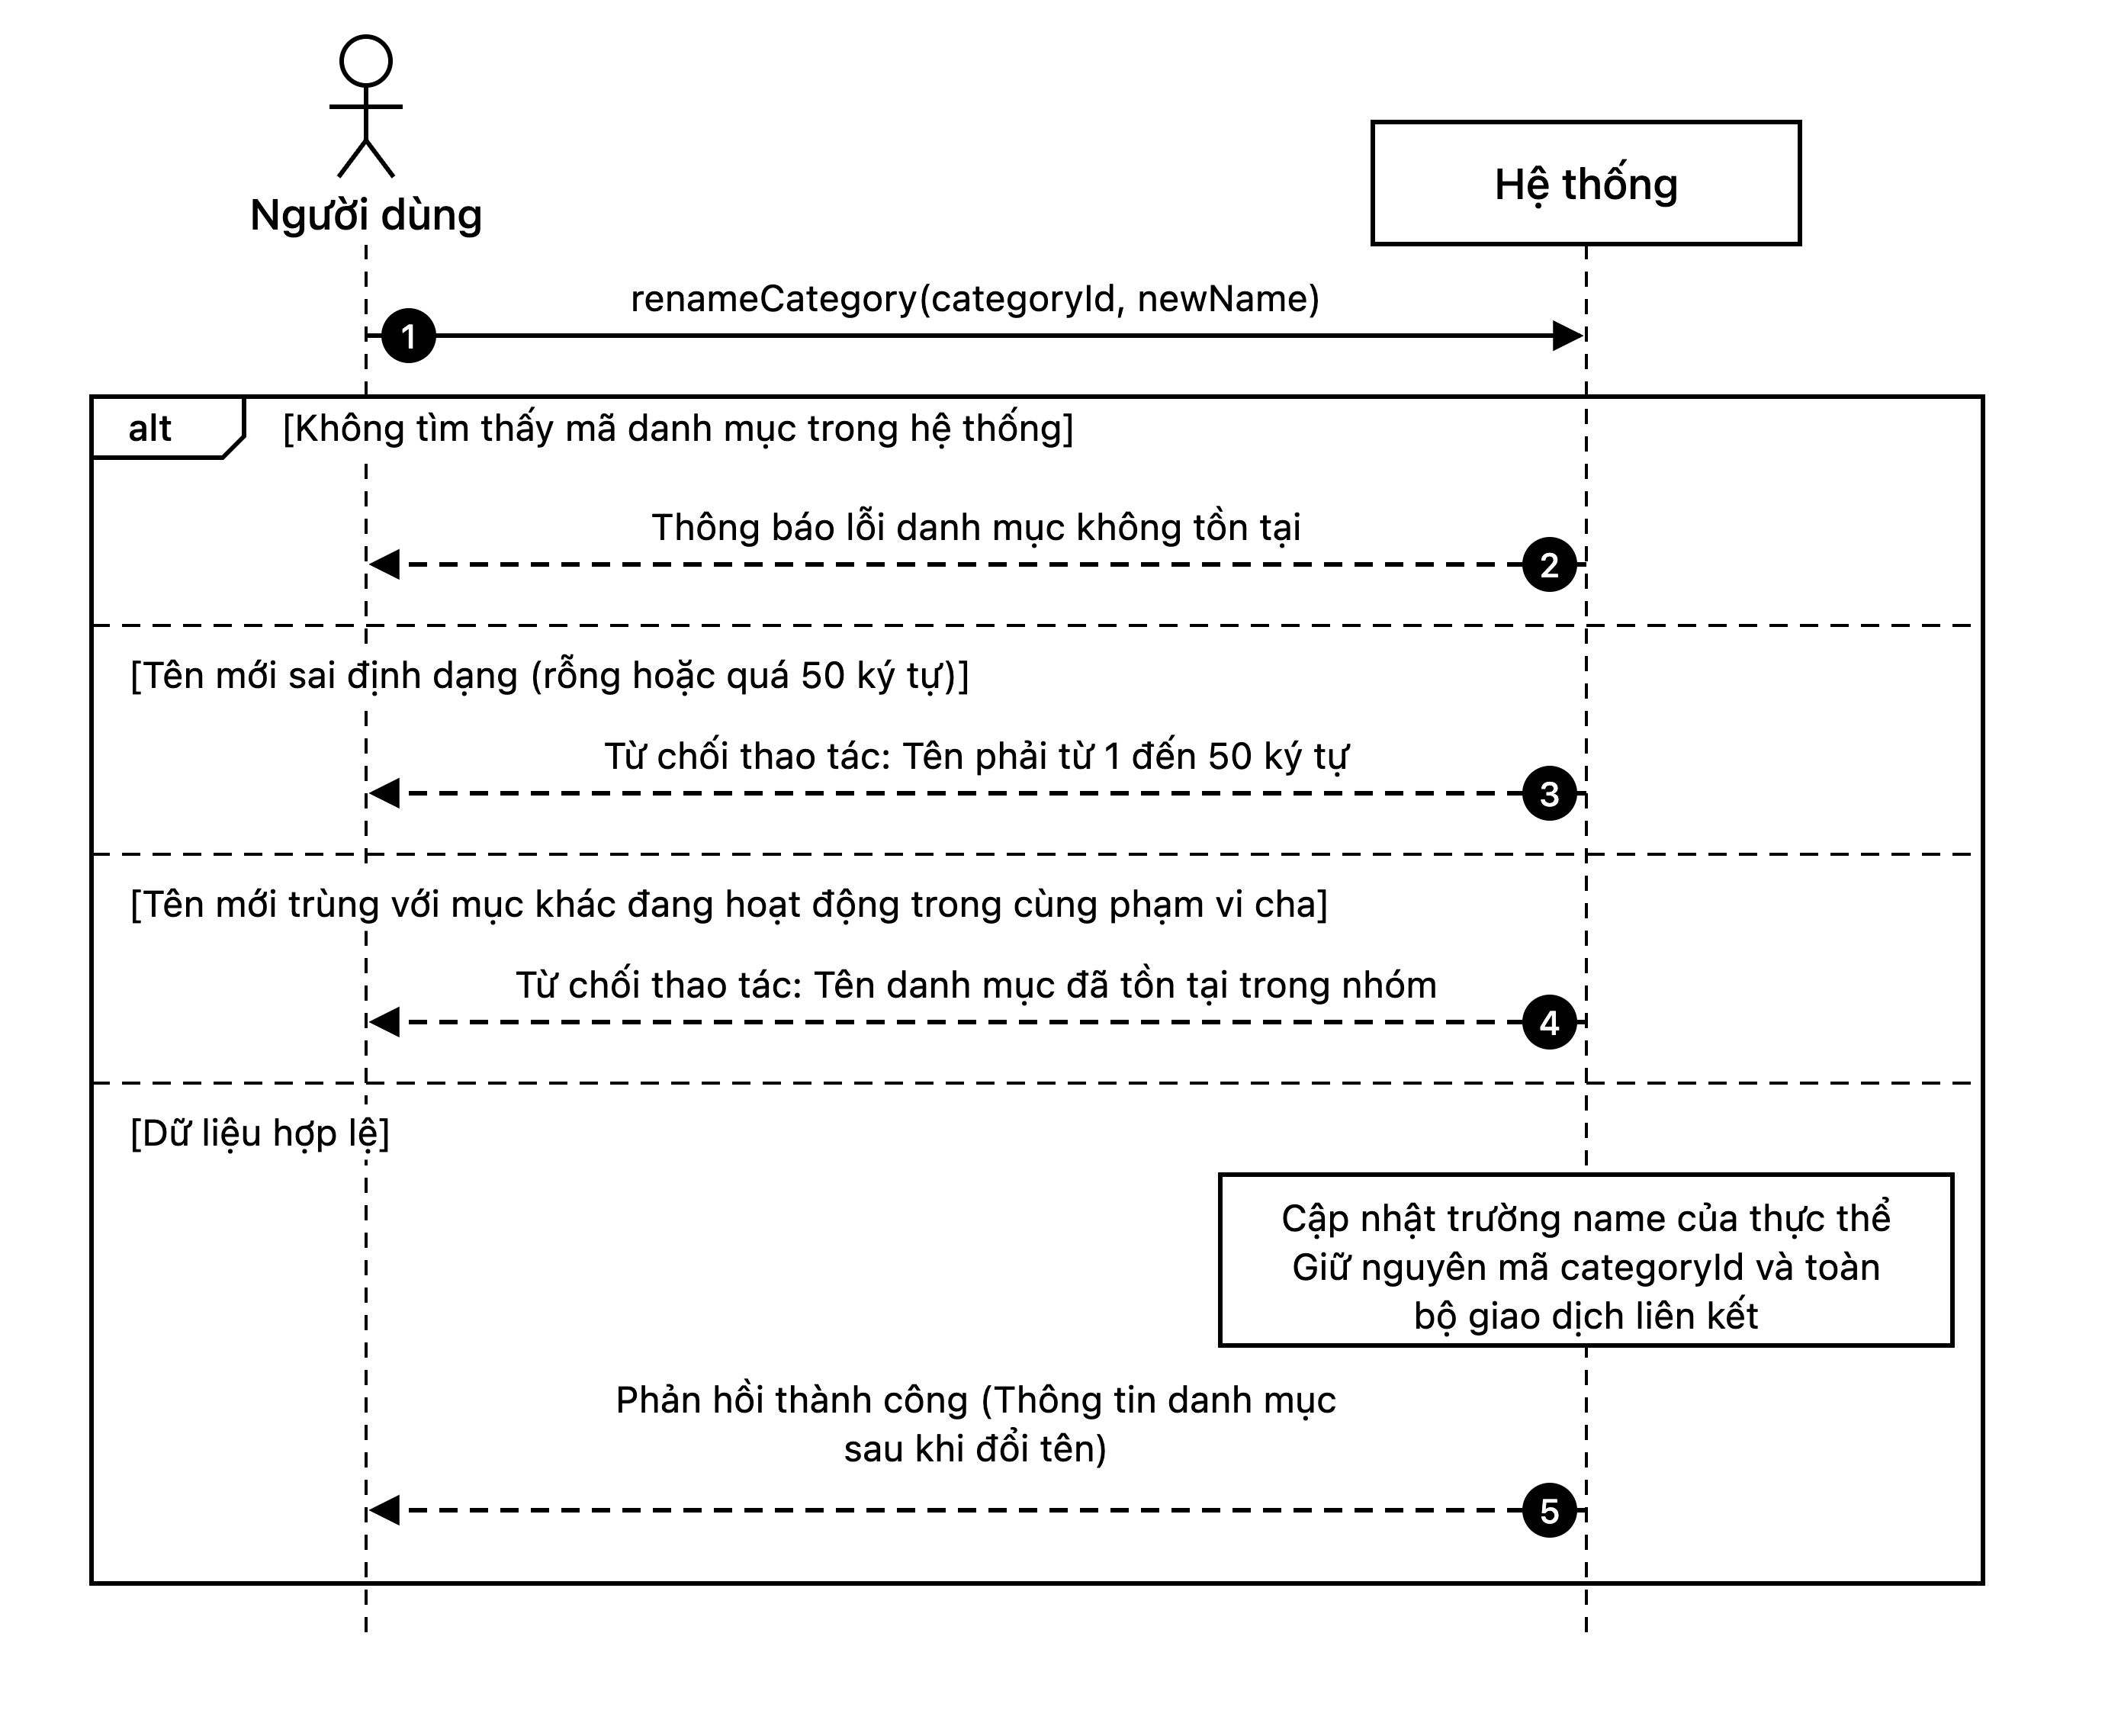 Người dùng
Hệ thống
renameCategory(categoryId, newName)
1
alt
[Không tìm thấy mã danh mục trong hệ thống]
Thông báo lỗi danh mục không tồn tại
2
[Tên mới sai định dạng (rỗng hoặc quá 50 ký tự)]
Từ chối thao tác: Tên phải từ 1 đến 50 ký tự
3
[Tên mới trùng với mục khác đang hoạt động trong cùng phạm vi cha]
Từ chối thao tác: Tên danh mục đã tồn tại trong nhóm
4
[Dữ liệu hợp lệ]
Cập nhật trường name của thực thể
Giữ nguyên mã categoryId và toàn
bộ giao dịch liên kết
Phản hồi thành công (Thông tin danh mục
sau khi đổi tên)
5